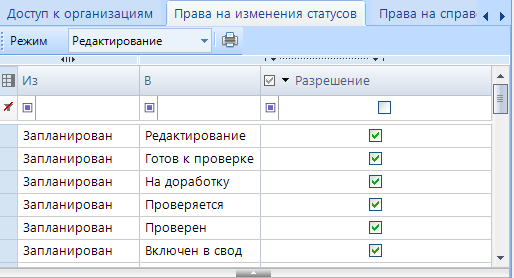 Доступ к организациям Права на изменения статусов Права на справ
Режим Редактирование
Из В Разрешение
Запланирован Редактирование
Запланирован Готов к проверке
Запланирован На доработку
Запланирован Проверяется
Запланирован Проверен
Запланирован Включен в свод